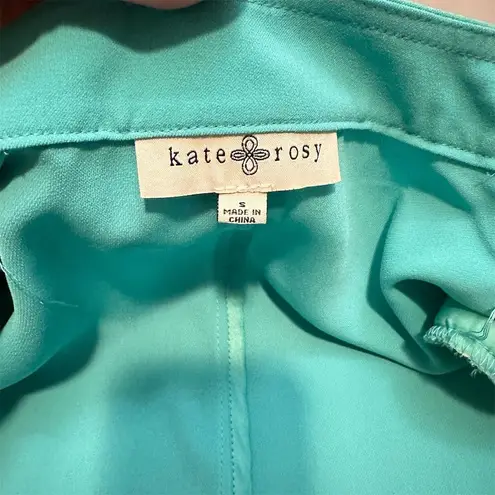 kate rosy
S
MADE IN
CHINA